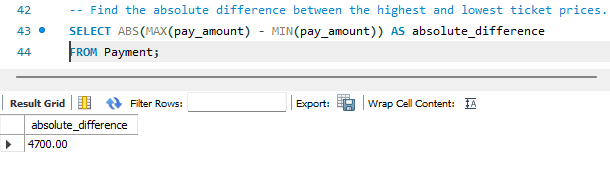 42 -- Find the absolute difference between the highest and lowest ticket prices.
43 SELECT ABS(MAX(pay_amount) - MIN(pay_amount)) AS absolute_difference
44 FROM Payment;
Result Grid Filter Rows: Export: Wrap Cell Content: IA
absolute_difference
4700.00